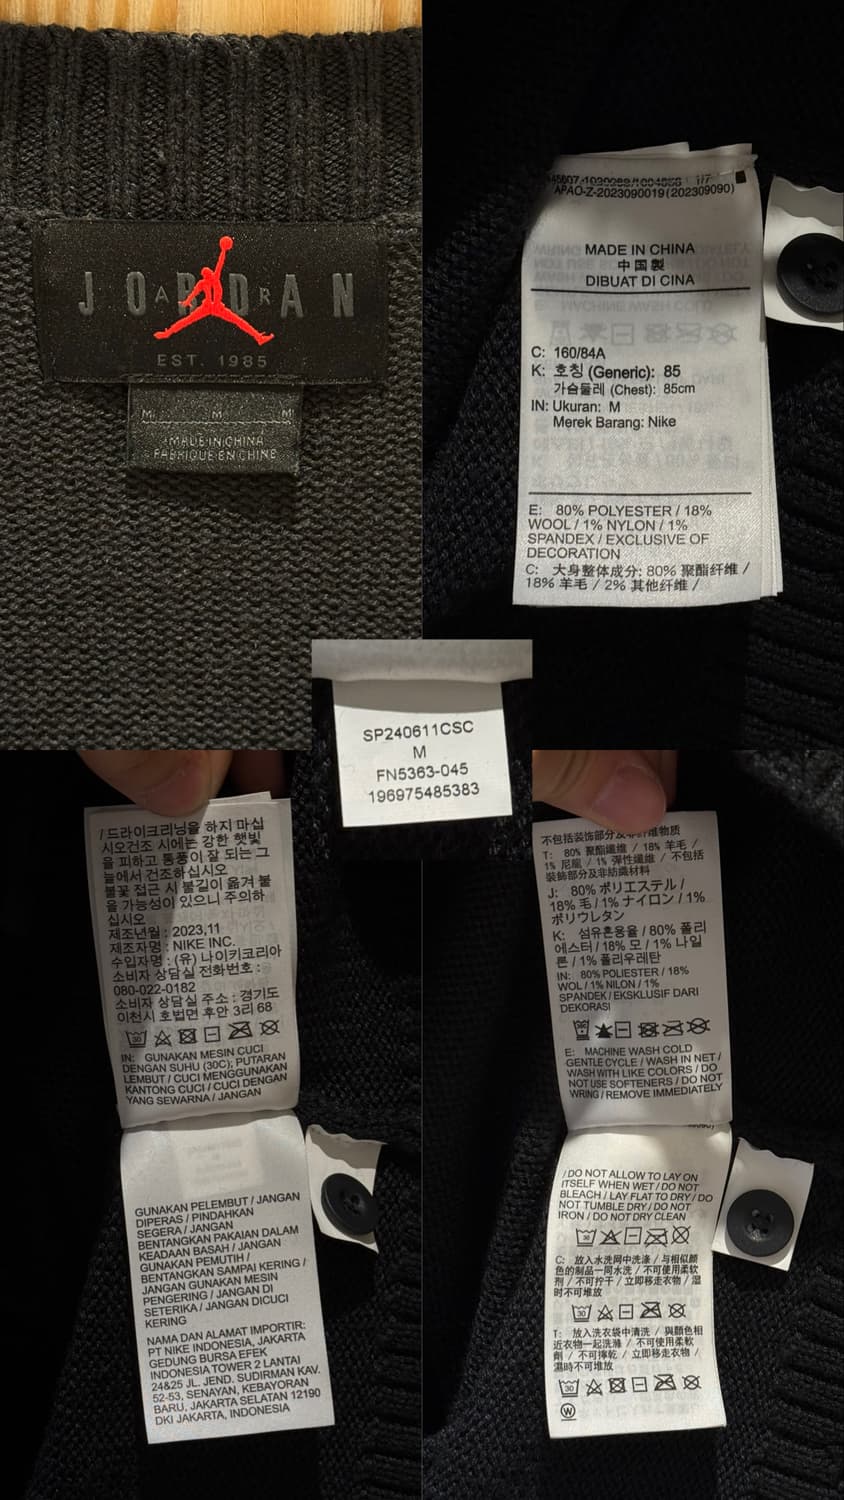 JORDAN
AIR
EST. 1985
M M M
MADE IN CHINA
FABRIQUE EN CHINE
APAO-Z-2023090019 (202309090)
MADE IN CHINA
中国製
DIBUAT DI CINA
C: 160/84A
K: 호칭 (Generic): 85
가슴둘레 (Chest): 85cm
IN: Ukuran: M
Merek Barang: Nike
E: 80% POLYESTER / 18%
WOOL / 1% NYLON / 1%
SPANDEX / EXCLUSIVE OF
DECORATION
C: 大身整体成分: 80% 聚酯纤维 /
18% 羊毛 / 2% 其他纤维 /
SP240611CSC
M
FN5363-045
196975485383
/ 드라이크리닝을 하지 마십
시오건조 시에는 강한 햇빛
을 피하고 통풍이 잘 되는 그
늘에서 건조하십시오
불꽃 접근 시 불길이 옮겨 붙
을 가능성이 있으니 주의하
십시오
제조년월 : 2023,11
제조자명 : NIKE INC.
수입자명 : (유) 나이키코리아
소비자 상담실 전화번호 :
080-022-0182
소비자 상담실 주소 : 경기도
이천시 호법면 후안 3리 68
30
IN: GUNAKAN MESIN CUCI
DENGAN SUHU (30C); PUTARAN
LEMBUT / CUCI MENGGUNAKAN
KANTONG CUCI / CUCI DENGAN
YANG SEWARNA / JANGAN
GUNAKAN PELEMBUT / JANGAN
DIPERAS / PINDAHKAN
SEGERA / JANGAN
BENTANGKAN PAKAIAN DALAM
KEADAAN BASAH / JANGAN
GUNAKAN PEMUTIH /
BENTANGKAN SAMPAI KERING /
JANGAN GUNAKAN MESIN
PENGERING / JANGAN DI
SETERIKA / JANGAN DICUCI
KERING
NAMA DAN ALAMAT IMPORTIR:
PT NIKE INDONESIA, JAKARTA
GEDUNG BURSA EFEK
INDONESIA TOWER 2 LANTAI
24&25 JL. JEND. SUDIRMAN KAV.
52-53, SENAYAN, KEBAYORAN
BARU, JAKARTA SELATAN 12190
DKI JAKARTA, INDONESIA
不包括装饰部分及非纤维物质
T: 80% 聚酯纖維 / 18% 羊毛 /
1% 尼龍 / 1% 彈性纖維 / 不包括
裝飾部分及非紡織材料
J: 80% ポリエステル /
18% 毛 / 1% ナイロン / 1%
ポリウレタン
K: 섬유혼용율 / 80% 폴리
에스터 / 18% 모 / 1% 나일
론 / 1% 폴리우레탄
IN: 80% POLIESTER / 18%
WOL / 1% NILON / 1%
SPANDEK / EKSKLUSIF DARI
DEKORASI
E: MACHINE WASH COLD
GENTLE CYCLE / WASH IN NET /
WASH WITH LIKE COLORS / DO
NOT USE SOFTENERS / DO NOT
WRING / REMOVE IMMEDIATELY
/ DO NOT ALLOW TO LAY ON
ITSELF WHEN WET / DO NOT
BLEACH / LAY FLAT TO DRY / DO
NOT TUMBLE DRY / DO NOT
IRON / DO NOT DRY CLEAN
30
C: 放入水洗网中洗涤 / 与相似颜
色的制品一同水洗 / 不可使用柔软
剂 / 不可拧干 / 立即移走衣物 / 湿
时不可堆放
30
T: 放入洗衣袋中清洗 / 與顏色相
近衣物一起洗滌 / 不可使用柔軟
劑 / 不可擰乾 / 立即移走衣物 /
濕時不可堆放
30
W